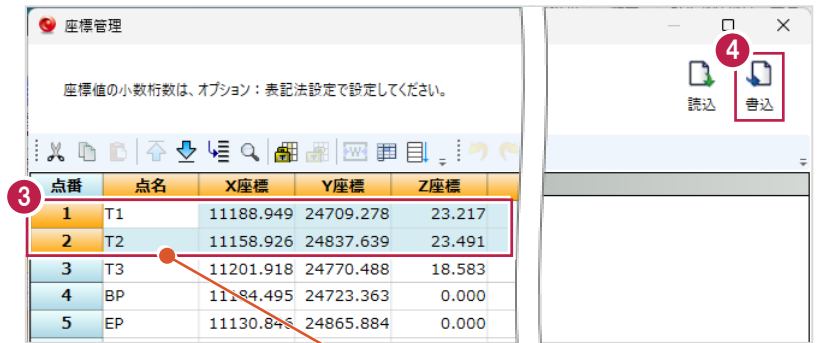 座標管理
4
座標値の小数桁数は、オプション：表記法設定で設定してください。
読込 書込
点番 点名 X座標 Y座標 Z座標
3
1 T1 11188.949 24709.278 23.217
2 T2 11158.926 24837.639 23.491
3 T3 11201.918 24770.488 18.583
4 BP 11184.495 24723.363 0.000
5 EP 11130.846 24865.884 0.000